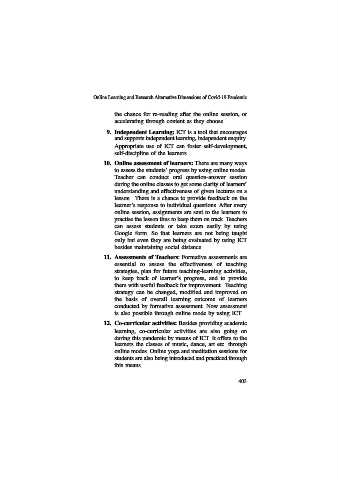 Online Learning and Research Alternative Dimensions of Covid-19 Pandemic
the chance for re-reading after the online session, or
accelerating through content as they choose
9. Independent Learning: ICT is a tool that encourages
and supports independent learning, independent enquiry
Appropriate use of ICT can foster self-development,
self-discipline of the learners
10. Online assessment of learners: There are many ways
to assess the students' progress by using online modes
Teacher can conduct oral question-answer session
during the online classes to get some clarity of learners'
understanding and effectiveness of given lectures on a
lesson There is a chance to provide feedback on the
learner's response to individual questions After every
online session, assignments are sent to the learners to
practise the lesson thus to keep them on track Teachers
can assess students or take exam easily by using
Google form So that learners are not being taught
only but even they are being evaluated by using ICT
besides maintaining social distance
11. Assessments of Teachers: Formative assessments are
essential to assess the effectiveness of teaching
strategies, plan for future teaching-learning activities,
to keep track of learner's progress, and to provide
them with useful feedback for improvement Teaching
strategy can be changed, modified and improved on
the basis of overall learning outcome of learners
conducted by formative assessment Now assessment
is also possible through online mode by using ICT
12. Co-curricular activities: Besides providing academic
learning, co-curricular activities are also going on
during this pandemic by means of ICT It offers to the
learners the classes of music, dance, art etc through
online modes Online yoga and meditation sessions for
students are also being introduced and practiced through
this means
403